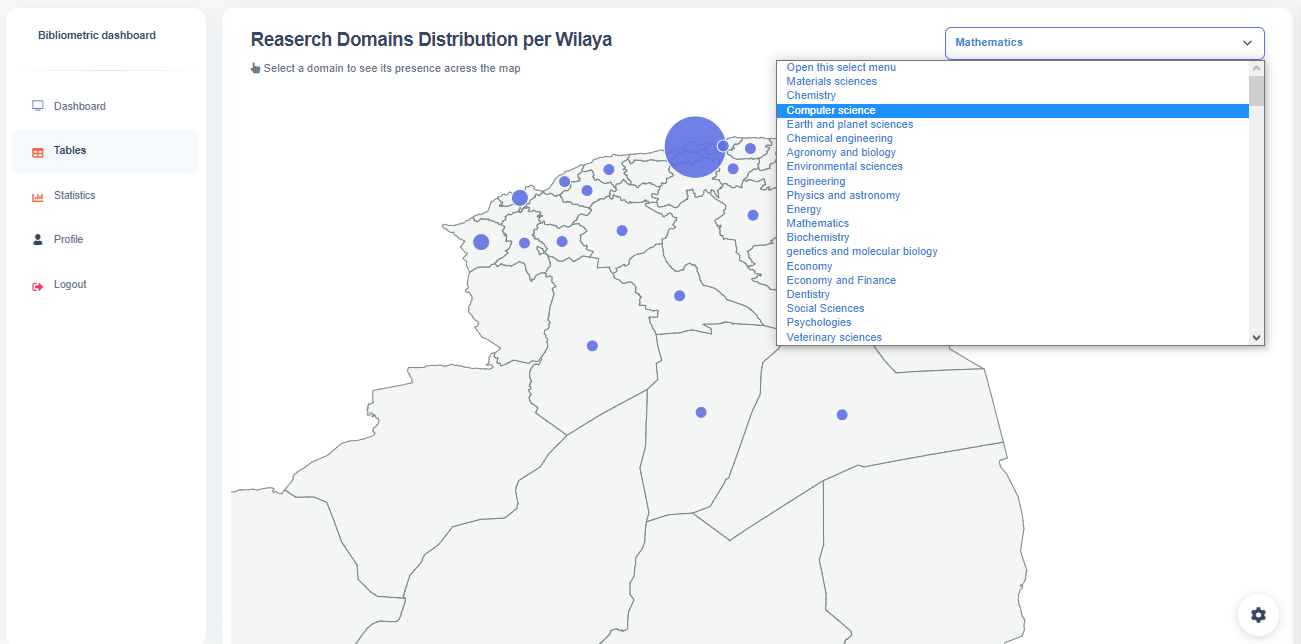 Bibliometric dashboard
Dashboard
Tables
Statistics
Profile
Logout
Reaserch Domains Distribution per Wilaya
Select a domain to see its presence acress the map
Mathematics
Open this select menu
Materials sciences
Chemistry
Computer science
Earth and planet sciences
Chemical engineering
Agronomy and biology
Environmental sciences
Engineering
Physics and astronomy
Energy
Mathematics
Biochemistry
genetics and molecular biology
Economy
Economy and Finance
Dentistry
Social Sciences
Psychologies
Veterinary sciences